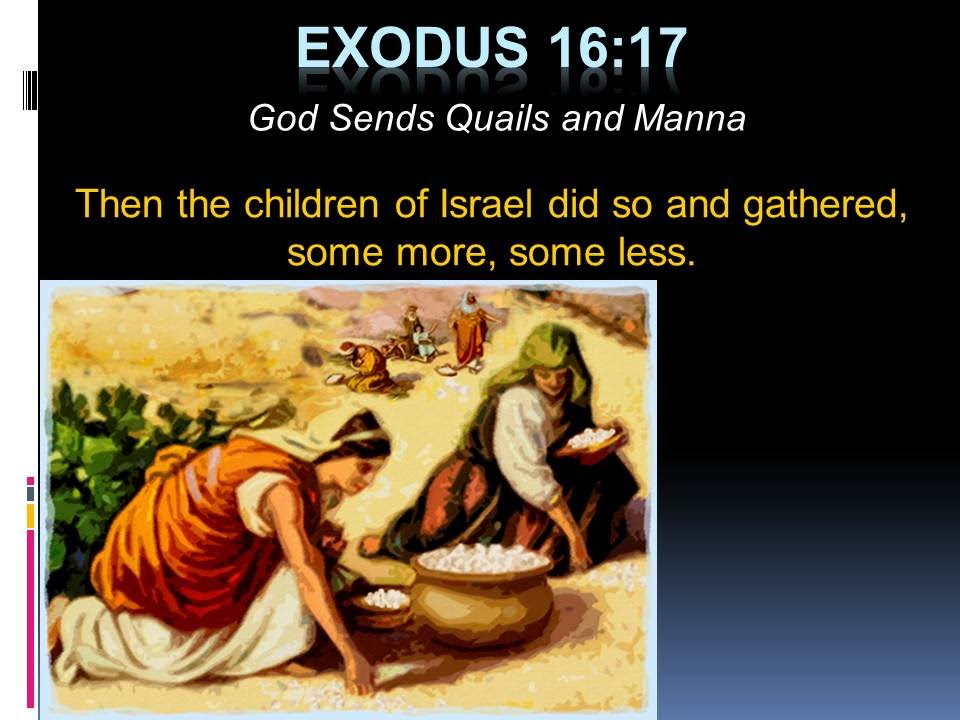 EXODUS 16:17
God Sends Quails and Manna
Then the children of Israel did so and gathered,
some more, some less.